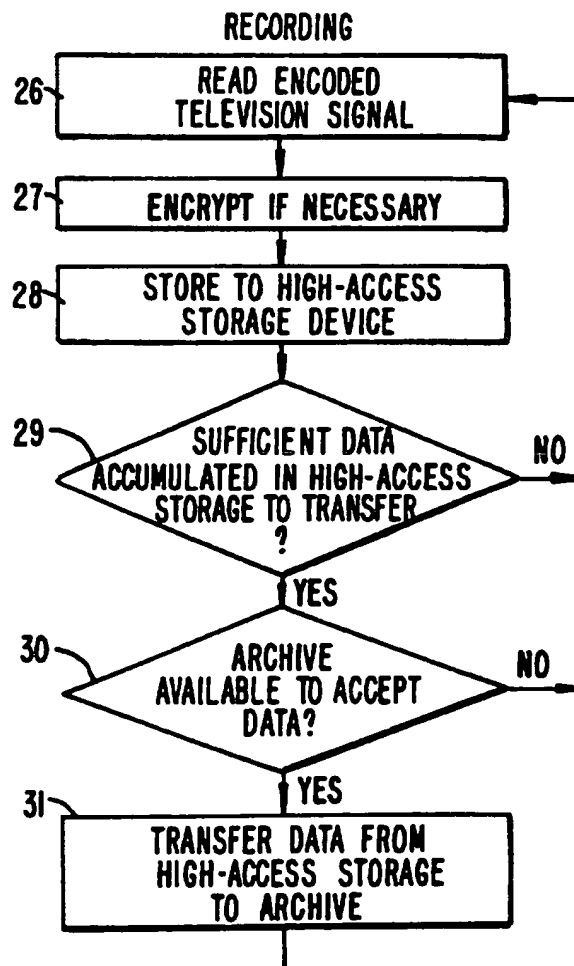 RECORDING
26
READ ENCODED
TELEVISION SIGNAL
27
ENCRYPT IF NECESSARY
28
STORE TO HIGH-ACCESS
STORAGE DEVICE
29
SUFFICIENT DATA
ACCUMULATED IN HIGH-ACCESS
STORAGE TO TRANSFER
?
NO
YES
30
ARCHIVE
AVAILABLE TO ACCEPT
DATA?
NO
YES
31
TRANSFER DATA FROM
HIGH-ACCESS STORAGE
TO ARCHIVE